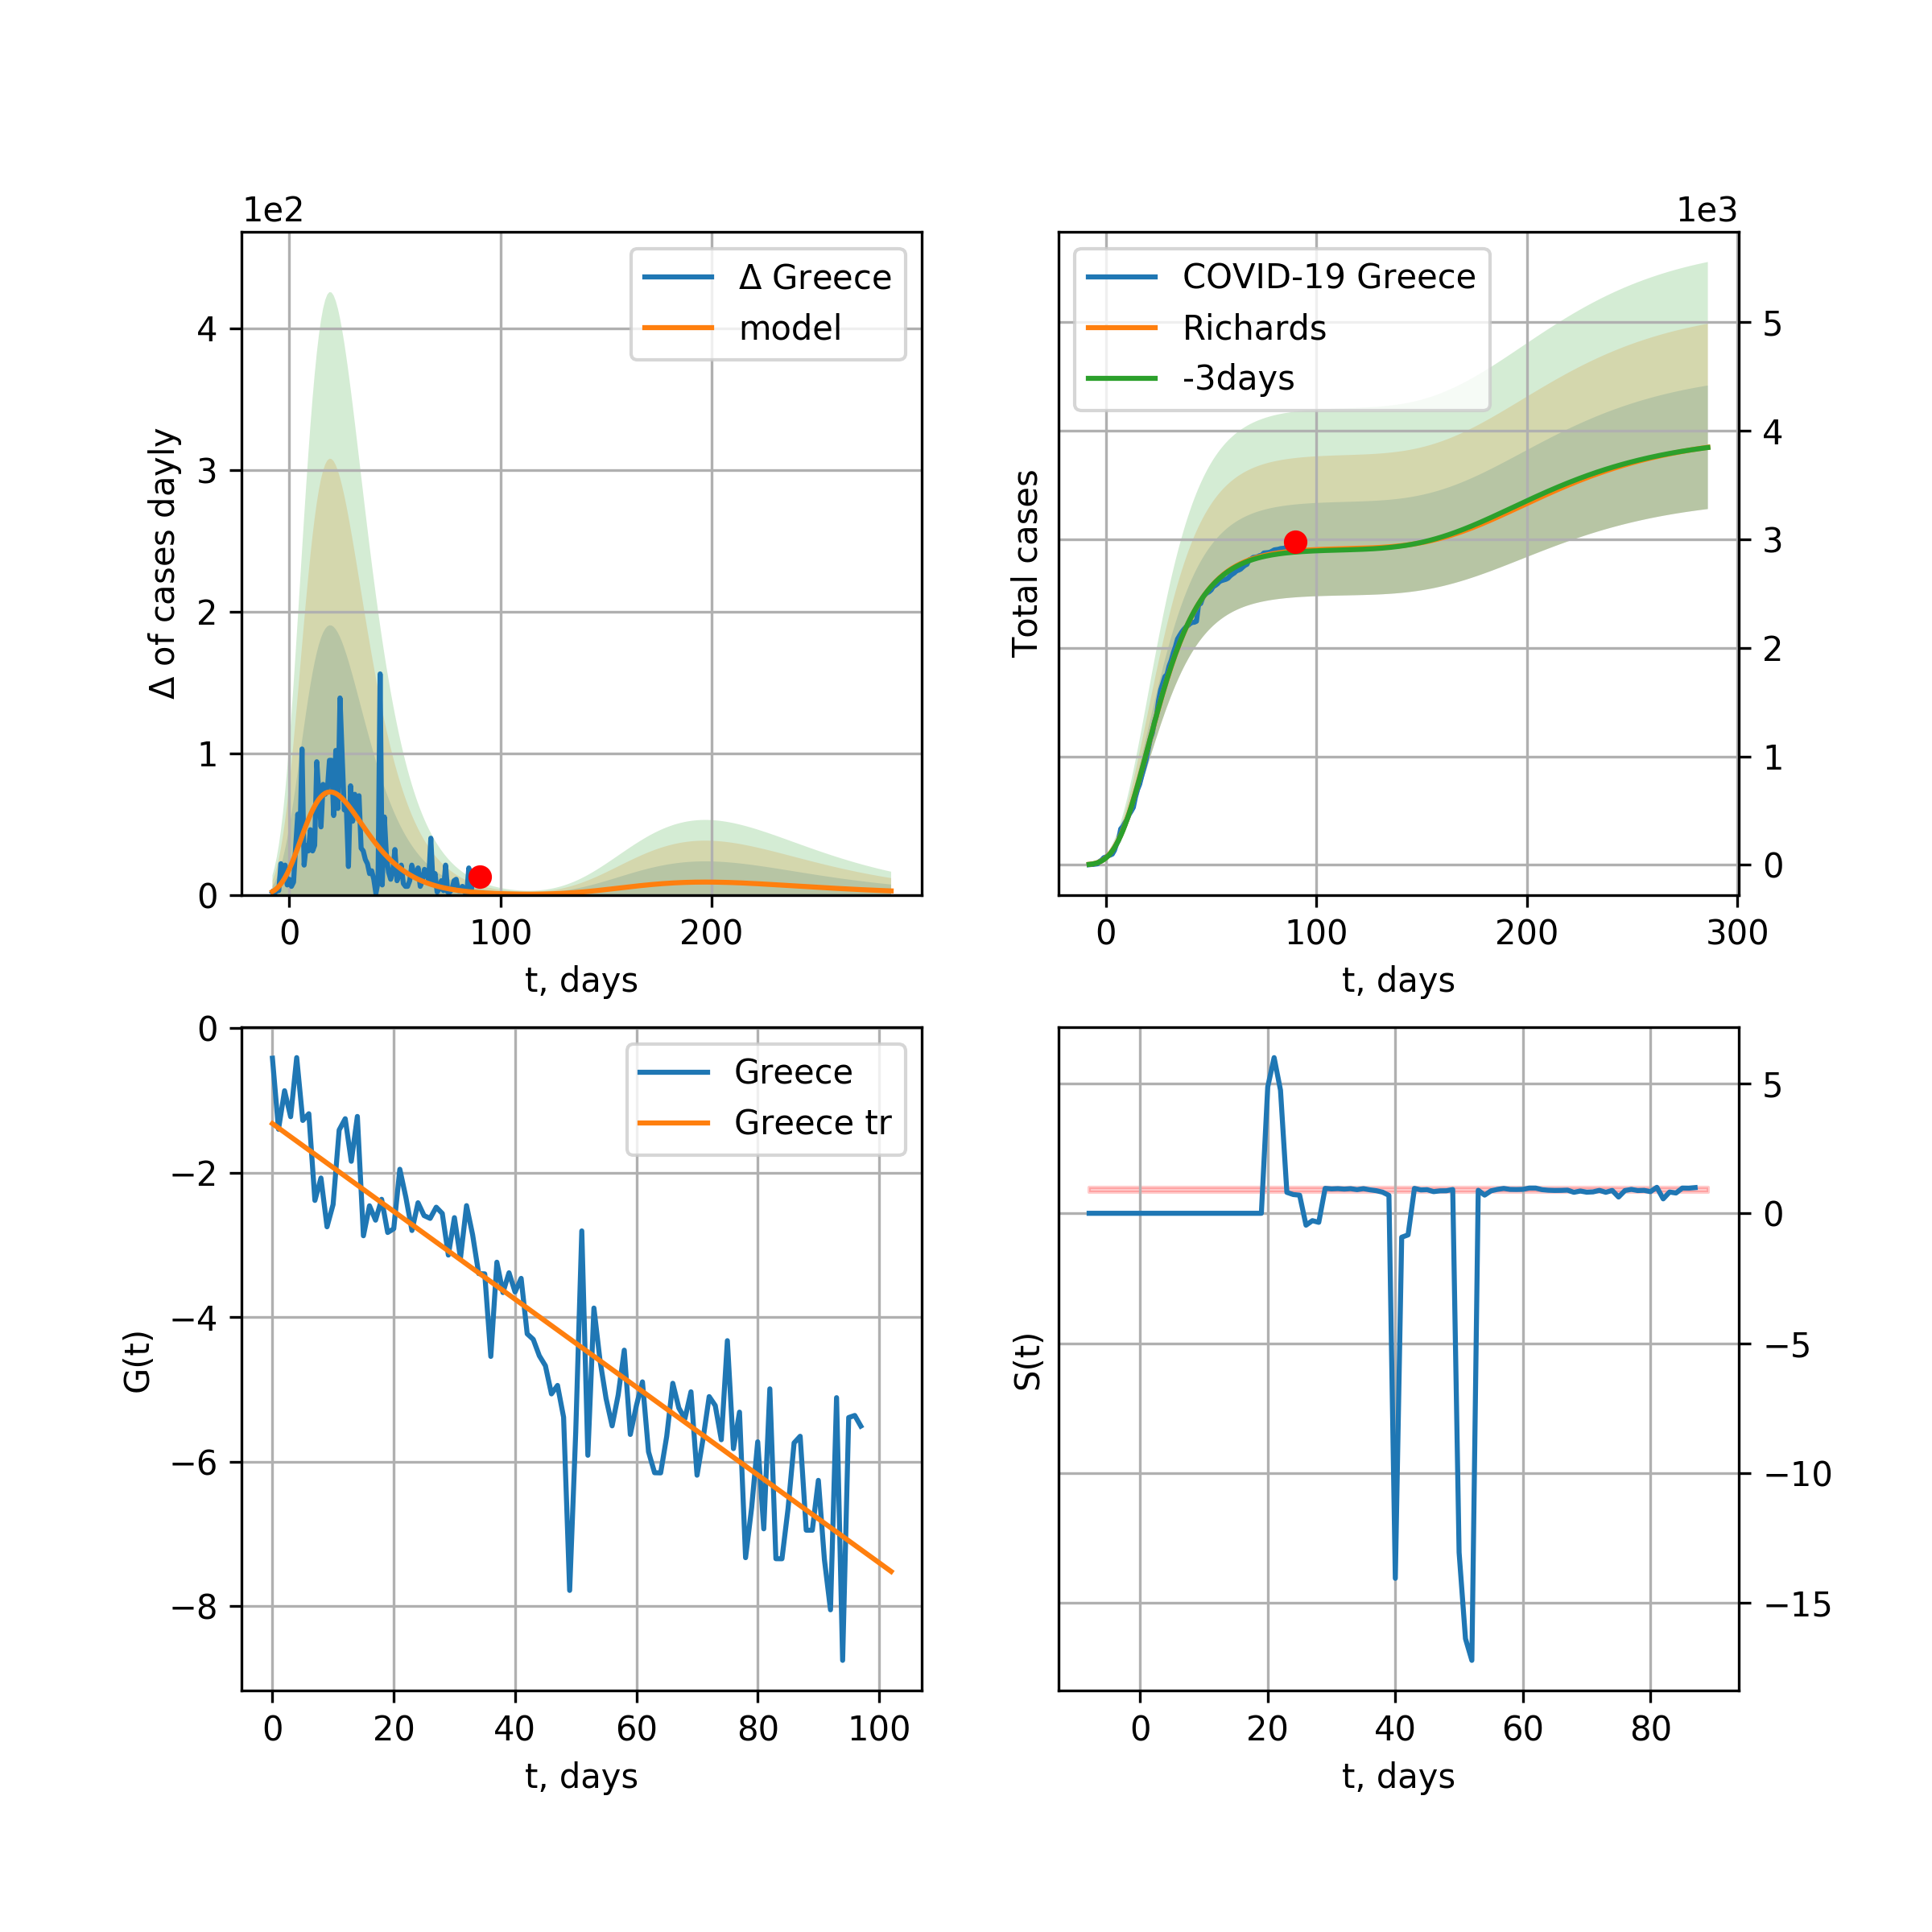 1e2
Δ Greece
model
4
3
2
1
0
Δ of cases dayly
0 100 200
t, days
1e3
COVID-19 Greece
Richards
-3days
5
4
3
2
1
0
Total cases
0 100 200 300
t, days
Greece
Greece tr
0
−2
−4
−6
−8
G(t)
0 20 40 60 80 100
t, days
5
0
−5
−10
−15
S(t)
0 20 40 60 80
t, days